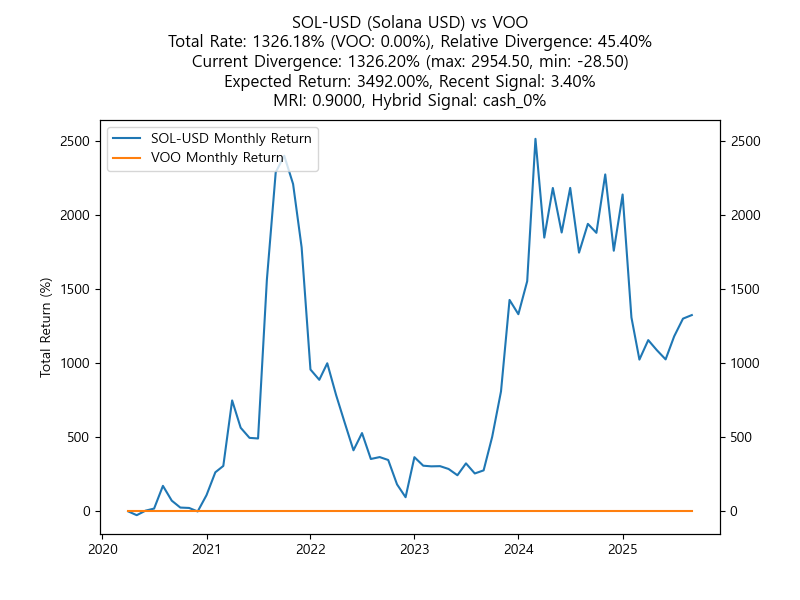 SOL-USD (Solana USD) vs VOO
Total Rate: 1326.18% (VOO: 0.00%), Relative Divergence: 45.40%
Current Divergence: 1326.20% (max: 2954.50, min: -28.50)
Expected Return: 3492.00%, Recent Signal: 3.40%
MRI: 0.9000, Hybrid Signal: cash_0%
SOL-USD Monthly Return
VOO Monthly Return
Total Return (%)
2500
2000
1500
1000
500
0
2500
2000
1500
1000
500
0
2020
2021
2022
2023
2024
2025